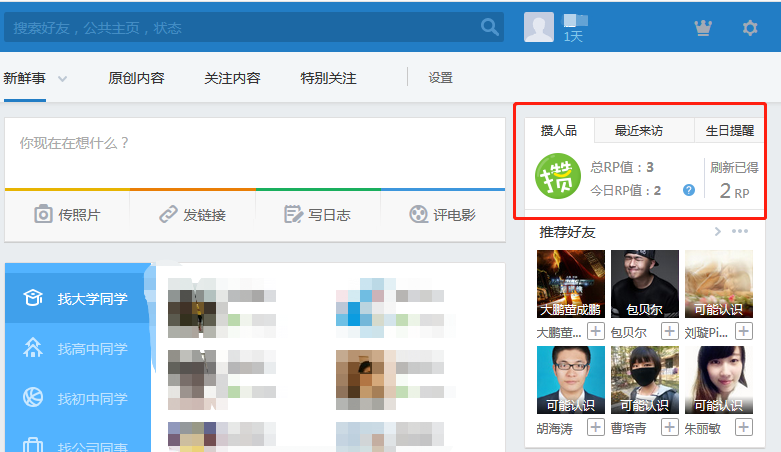 搜索好友，公共主页，状态
1天
新鲜事
原创内容
关注内容
特别关注
设置
你现在在想什么？
传照片
发链接
写日志
评电影
攒人品
最近来访
生日提醒
攒
总RP值：3
今日RP值：2
?
刷新已得
2 RP
推荐好友
大鹏董成鹏
包贝尔
可能认识
大鹏董...
包贝尔
刘璇Pi...
可能认识
可能认识
可能认识
胡海涛
曹培青
朱丽敏
找大学同学
找高中同学
找初中同学
找公司同事